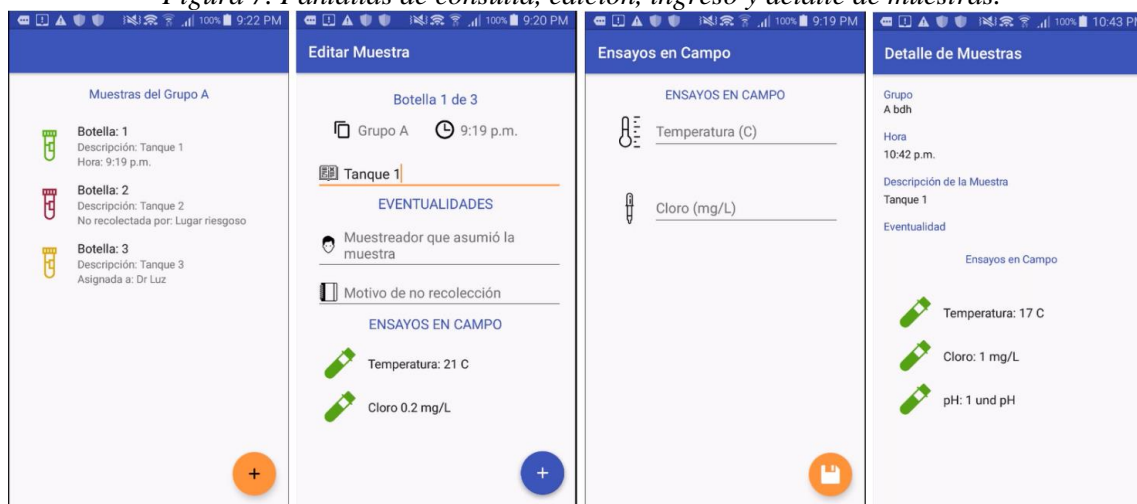 Figura 7. Pantallas de consulta, edición, ingreso y detalle de muestras.
100% 9:22 PM
Muestras del Grupo A
Botella: 1
Descripción: Tanque 1
Hora: 9:19 p.m.
Botella: 2
Descripción: Tanque 2
No recolectada por: Lugar riesgoso
Botella: 3
Descripción: Tanque 3
Asignada a: Dr Luz
+
100% 9:20 PM
Editar Muestra
Botella 1 de 3
Grupo A 9:19 p.m.
Tanque 1
EVENTUALIDADES
Muestreador que asumió la
muestra
Motivo de no recolección
ENSAYOS EN CAMPO
Temperatura: 21 C
Cloro 0.2 mg/L
+
100% 9:19 PM
Ensayos en Campo
ENSAYOS EN CAMPO
Temperatura (C)
Cloro (mg/L)
100% 10:43 PM
Detalle de Muestras
Grupo
A bdh
Hora
10:42 p.m.
Descripción de la Muestra
Tanque 1
Eventualidad
Ensayos en Campo
Temperatura: 17 C
Cloro: 1 mg/L
pH: 1 und pH